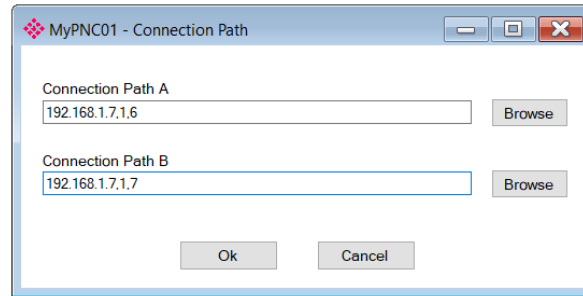 MyPNC01 - Connection Path
Connection Path A
192.168.1.7,1,6
Browse
Connection Path B
192.168.1.7,1,7
Browse
Ok Cancel